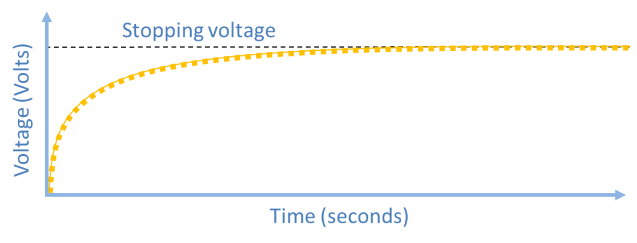 Stopping voltage
Voltage (Volts)
Time (seconds)